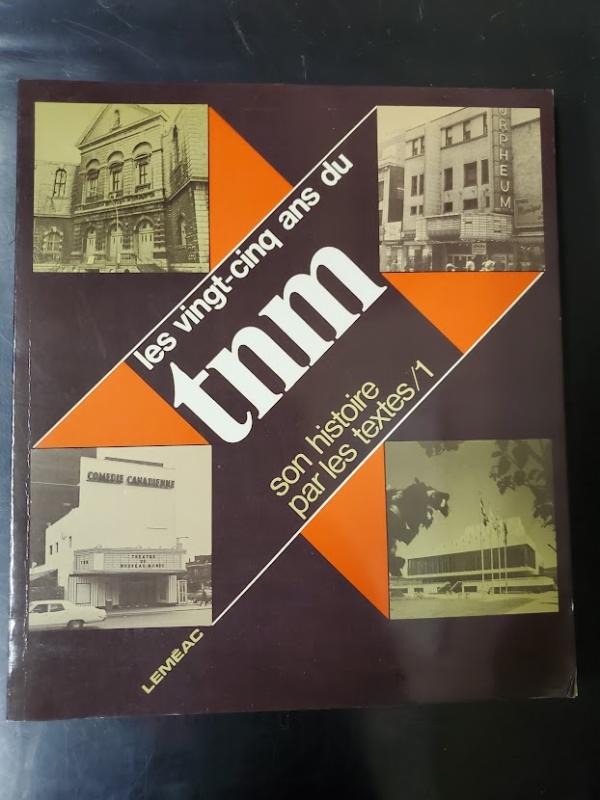 les vingt-cinq ans du
tnm
son histoire
par les textes/1
ORPHEUM
COMEDIE CANADIENNE
THEATRE
DU
NOUVEAU MONDE
LEMÉAC